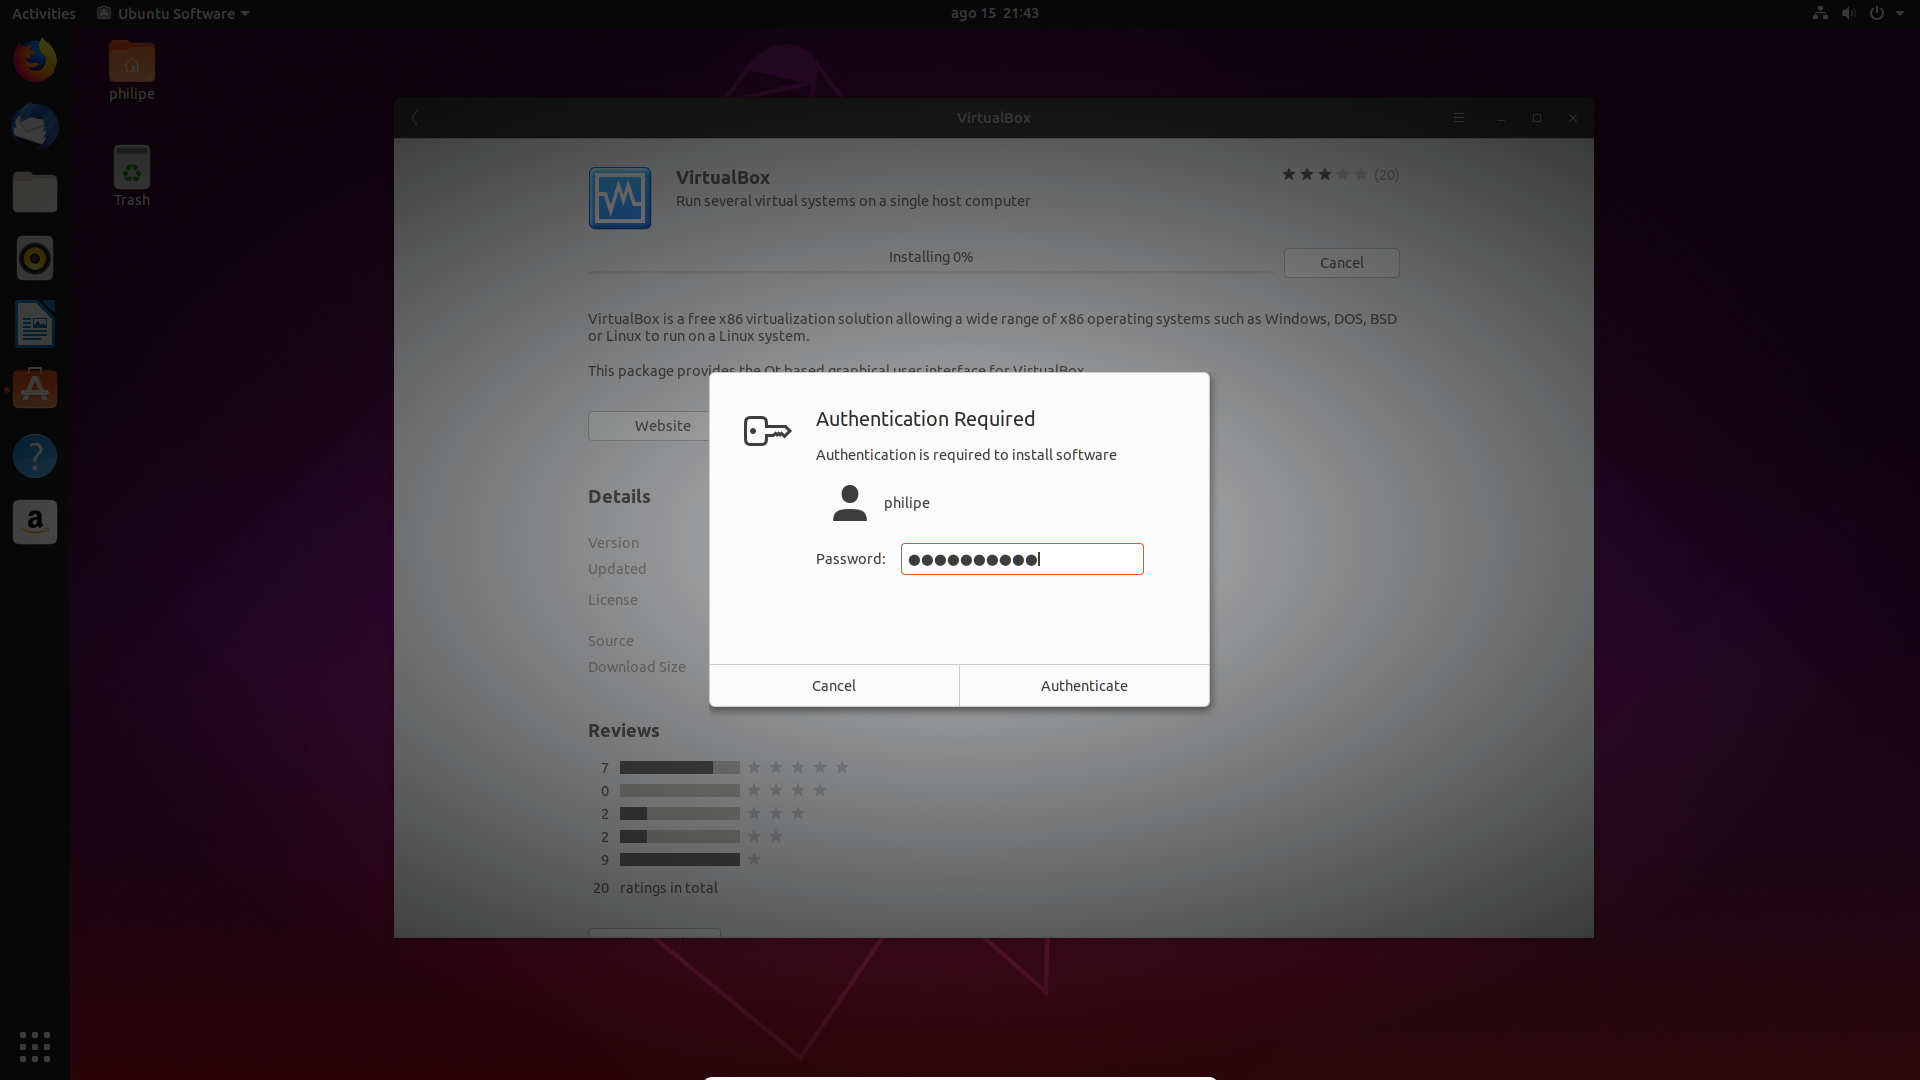 Activities
Ubuntu Software
ago 15 21:43
philipe
Trash
VirtualBox
VirtualBox
Run several virtual systems on a single host computer
(20)
Installing 0%
Cancel
VirtualBox is a free x86 virtualization solution allowing a wide range of x86 operating systems such as Windows, DOS, BSD
or Linux to run on a Linux system.
This package provides the Qt based graphical user interface for VirtualBox.
Website
Authentication Required
Authentication is required to install software
philipe
Password:
Cancel
Authenticate
Details
Version
Updated
License
Source
Download Size
Reviews
7
0
2
2
9
20 ratings in total